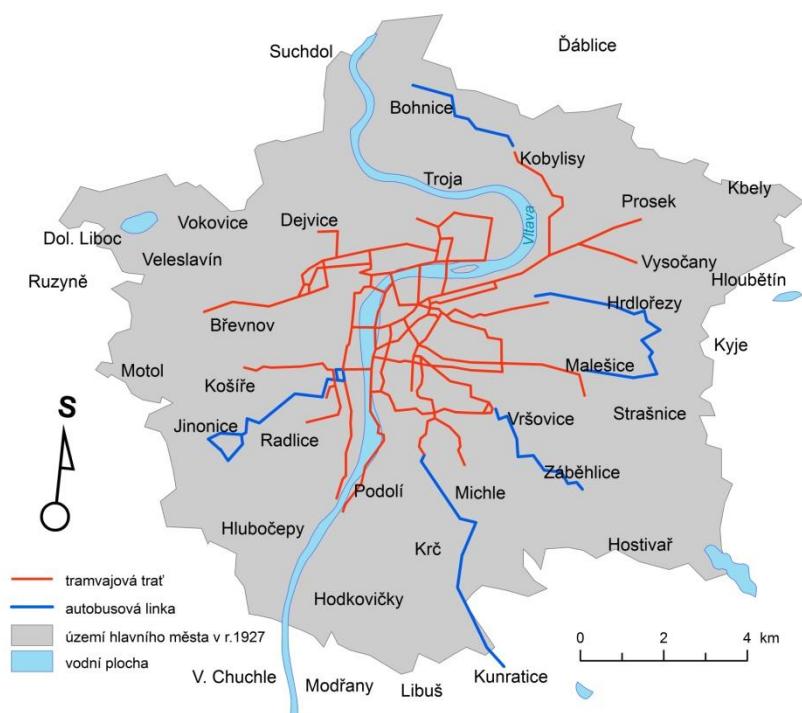 Suchdol
Ďáblice
Bohnice
Kobylisy
Troja
Kbely
Prosek
Vokovice
Dejvice
Vltava
Dol. Liboc
Veleslavín
Vysočany
Ruzyně
Hloubětín
Hrdlořezy
Břevnov
Kyje
Motol
Košíře
Malešice
S
Strašnice
Jinonice
Vršovice
Radlice
Záběhlice
Podolí
Michle
Hlubočepy
Krč
Hostivař
tramvajová trať
autobusová linka
Hodkovičky
území hlavního města v r.1927
0 2 4 km
vodní plocha
V. Chuchle
Modřany
Libuš
Kunratice